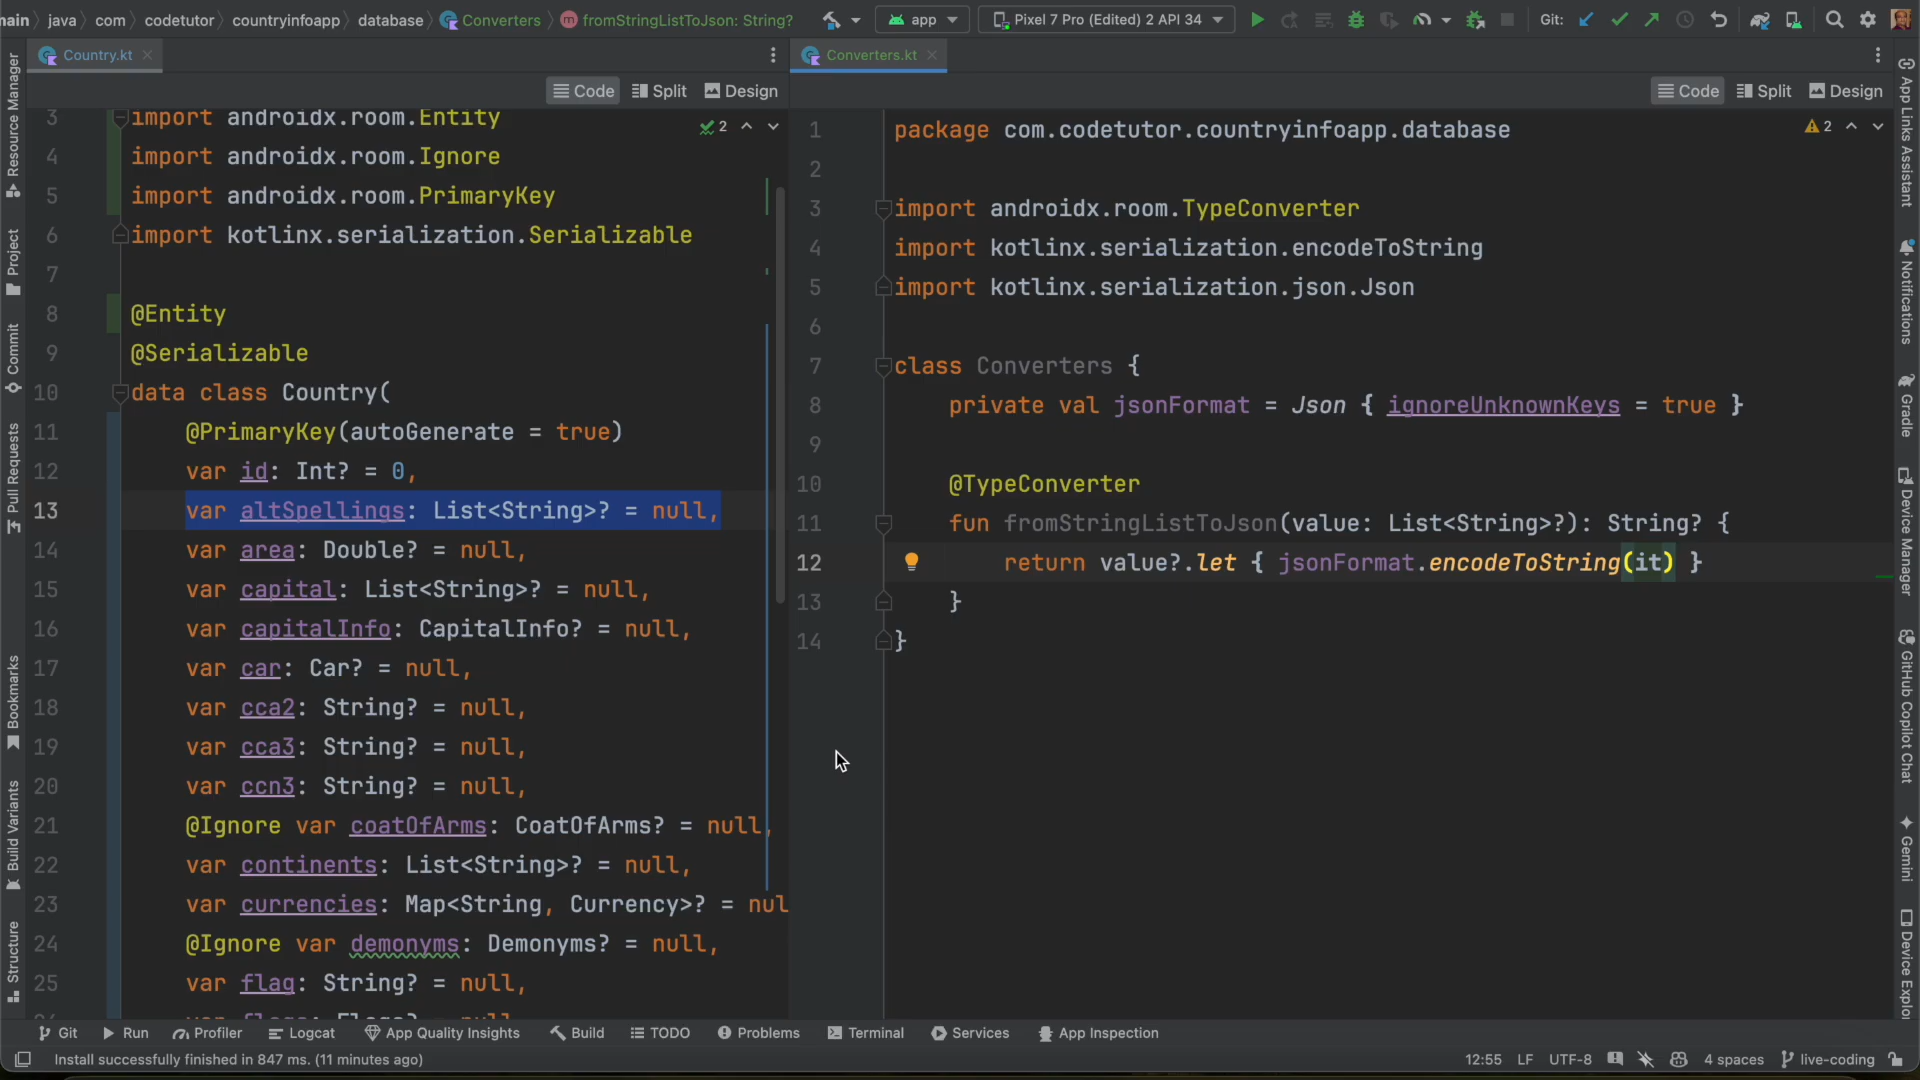 main
java
com
codetutor
countryinfoapp
database
Converters
fromStringListToJson: String?
app
Pixel 7 Pro (Edited) 2 API 34
Git:
Country.kt
Converters.kt
Code
Split
Design
Code
Split
Design
3 import androidx.room.Entity
4 import androidx.room.Ignore
5 import androidx.room.PrimaryKey
6 import kotlinx.serialization.Serializable
7
8 @Entity
9 @Serializable
10 data class Country(
11 @PrimaryKey(autoGenerate = true)
12 var id: Int? = 0,
13 var altSpellings: List<String>? = null,
14 var area: Double? = null,
15 var capital: List<String>? = null,
16 var capitalInfo: CapitalInfo? = null,
17 var car: Car? = null,
18 var cca2: String? = null,
19 var cca3: String? = null,
20 var ccn3: String? = null,
21 @Ignore var coatOfArms: CoatOfArms? = null,
22 var continents: List<String>? = null,
23 var currencies: Map<String, Currency>? = nul
24 @Ignore var demonyms: Demonyms? = null,
25 var flag: String? = null,
2
1 package com.codetutor.countryinfoapp.database
2
3 import androidx.room.TypeConverter
4 import kotlinx.serialization.encodeToString
5 import kotlinx.serialization.json.Json
6
7 class Converters {
8 private val jsonFormat = Json { ignoreUnknownKeys = true }
9
10 @TypeConverter
11 fun fromStringListToJson(value: List<String>?): String? {
12 return value?.let { jsonFormat.encodeToString(it) }
13 }
14 }
2
Resource Manager
Project
Commit
Pull Requests
Bookmarks
Build Variants
Structure
App Links Assistant
Notifications
Gradle
Device Manager
GitHub Copilot Chat
Gemini
Device Explor
Git
Run
Profiler
Logcat
App Quality Insights
Build
TODO
Problems
Terminal
Services
App Inspection
Install successfully finished in 847 ms. (11 minutes ago)
12:55
LF
UTF-8
4 spaces
live-coding